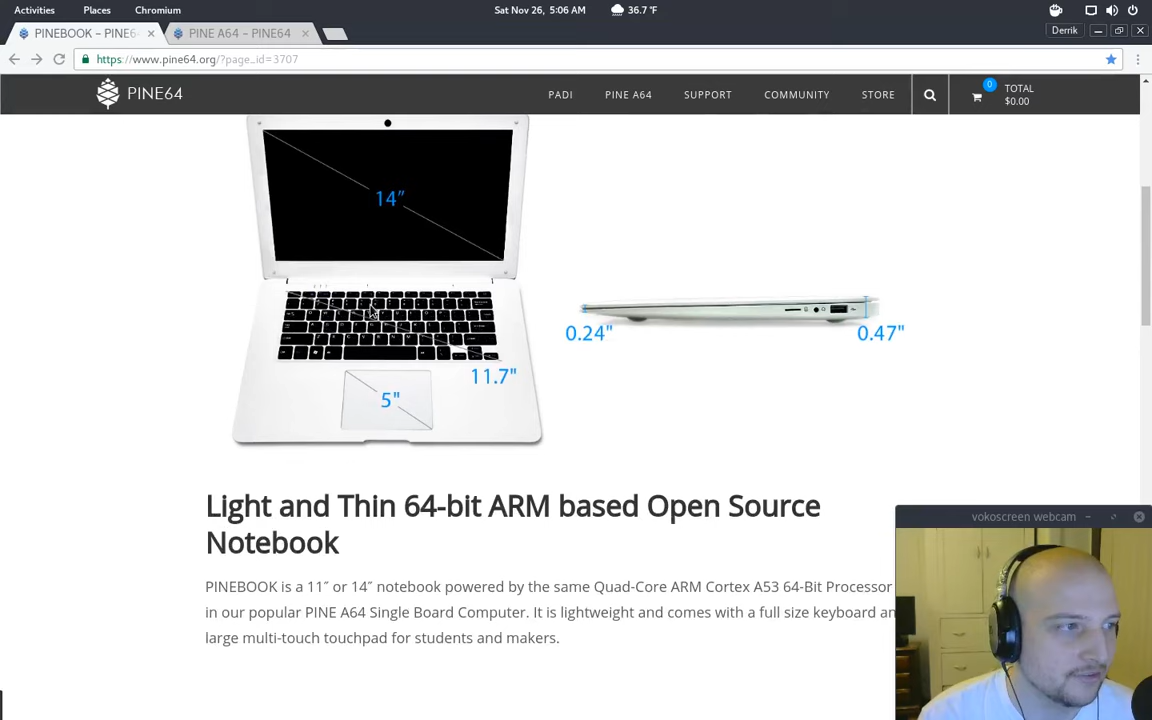 Activities Places Chromium Sat Nov 26, 5:06 AM 36.7 °F
PINEBOOK – PINE6 PINE A64 – PINE64 Derrik
https://www.pine64.org/?page_id=3707
PINE64 PADI PINE A64 SUPPORT COMMUNITY STORE 0 TOTAL
$0.00
14″
0.24" 0.47"
11.7"
5"
Light and Thin 64-bit ARM based Open Source
Notebook
vokoscreen webcam
PINEBOOK is a 11″ or 14″ notebook powered by the same Quad-Core ARM Cortex A53 64-Bit Processor
in our popular PINE A64 Single Board Computer. It is lightweight and comes with a full size keyboard an
large multi-touch touchpad for students and makers.